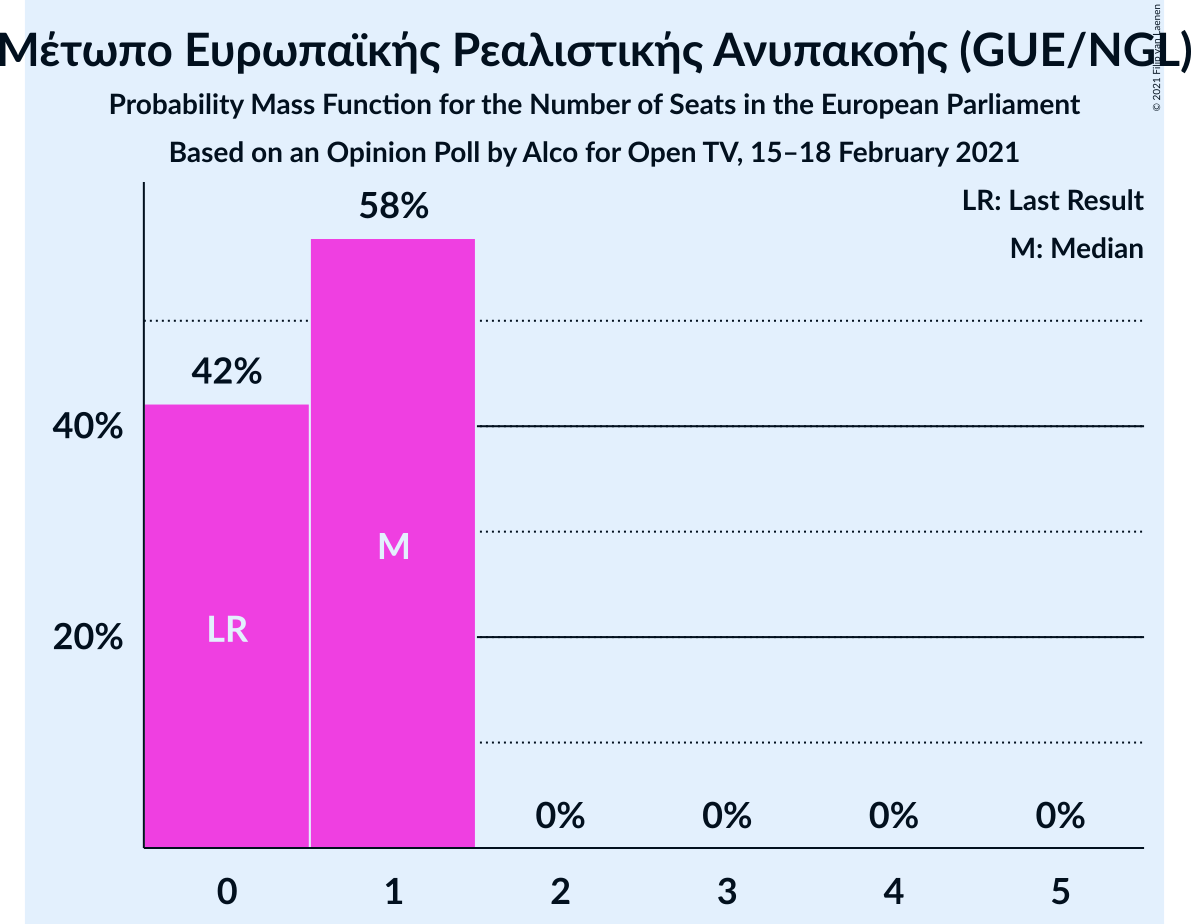 Μέτωπο Ευρωπαϊκής Ρεαλιστικής Ανυπακοής (GUE/NGL)
© 2021 Filip van Laenen
Probability Mass Function for the Number of Seats in the European Parliament
Based on an Opinion Poll by Alco for Open TV, 15–18 February 2021
LR: Last Result
M: Median
58%
42%
40%
M
LR
20%
0% 0% 0% 0%
0 1 2 3 4 5